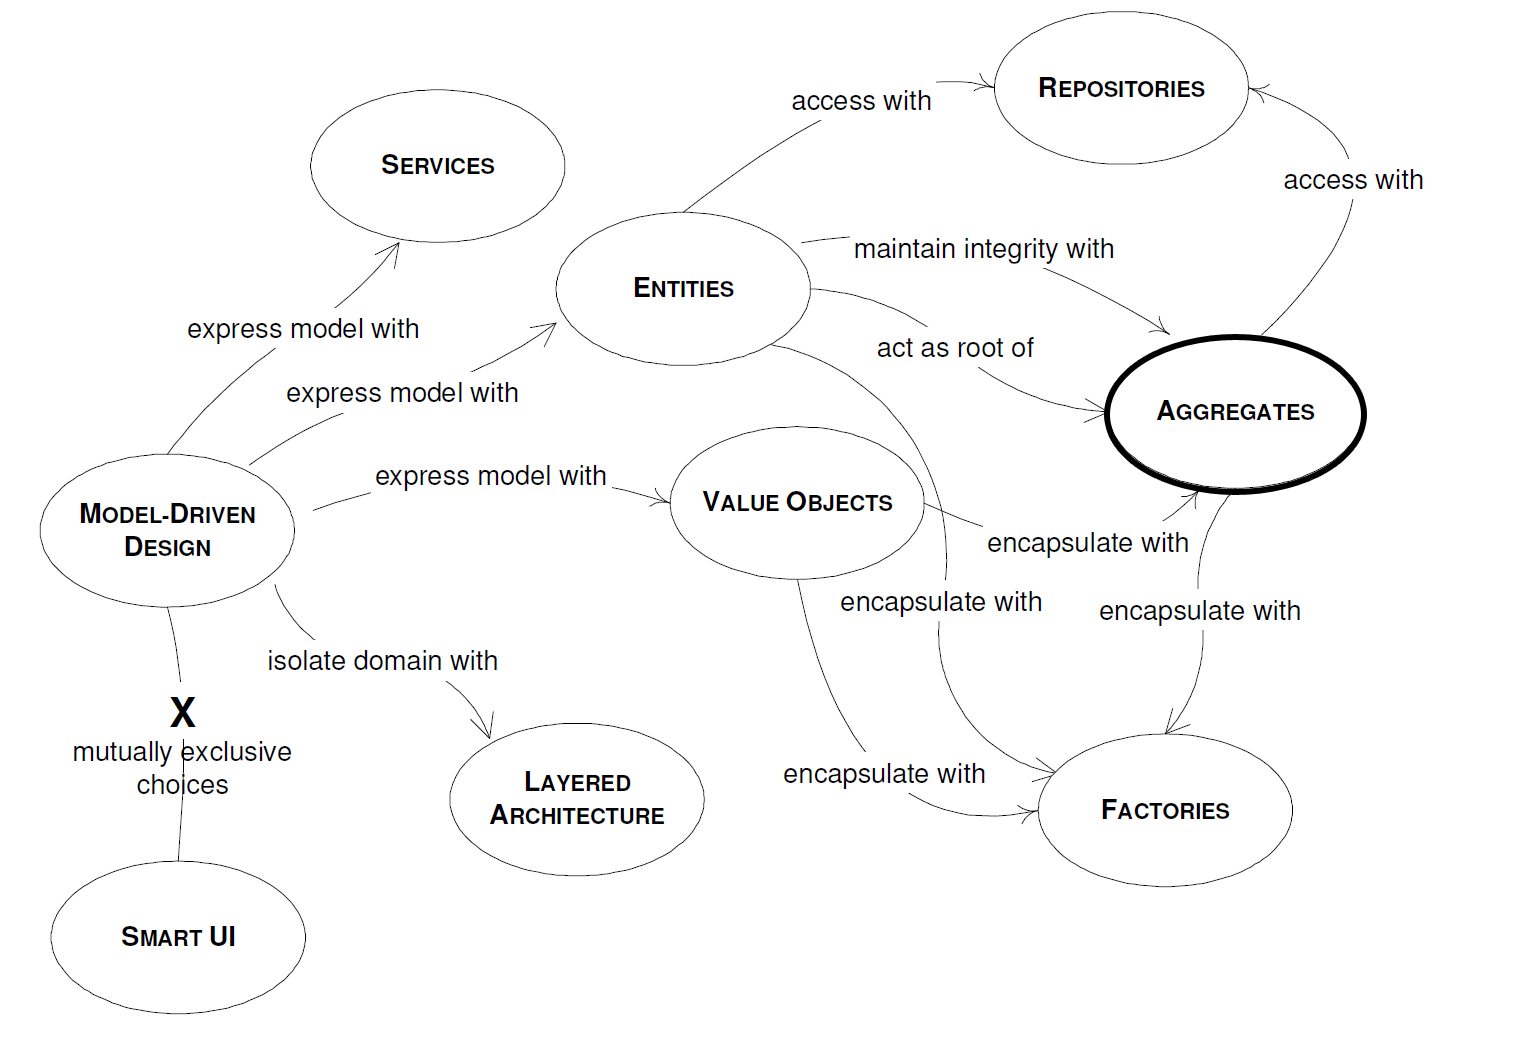 REPOSITORIES
access with
SERVICES
access with
maintain integrity with
ENTITIES
express model with
act as root of
express model with
AGGREGATES
express model with
VALUE OBJECTS
MODEL-DRIVEN
DESIGN
encapsulate with
encapsulate with
encapsulate with
isolate domain with
X
mutually exclusive
choices
encapsulate with
LAYERED
ARCHITECTURE
FACTORIES
SMART UI